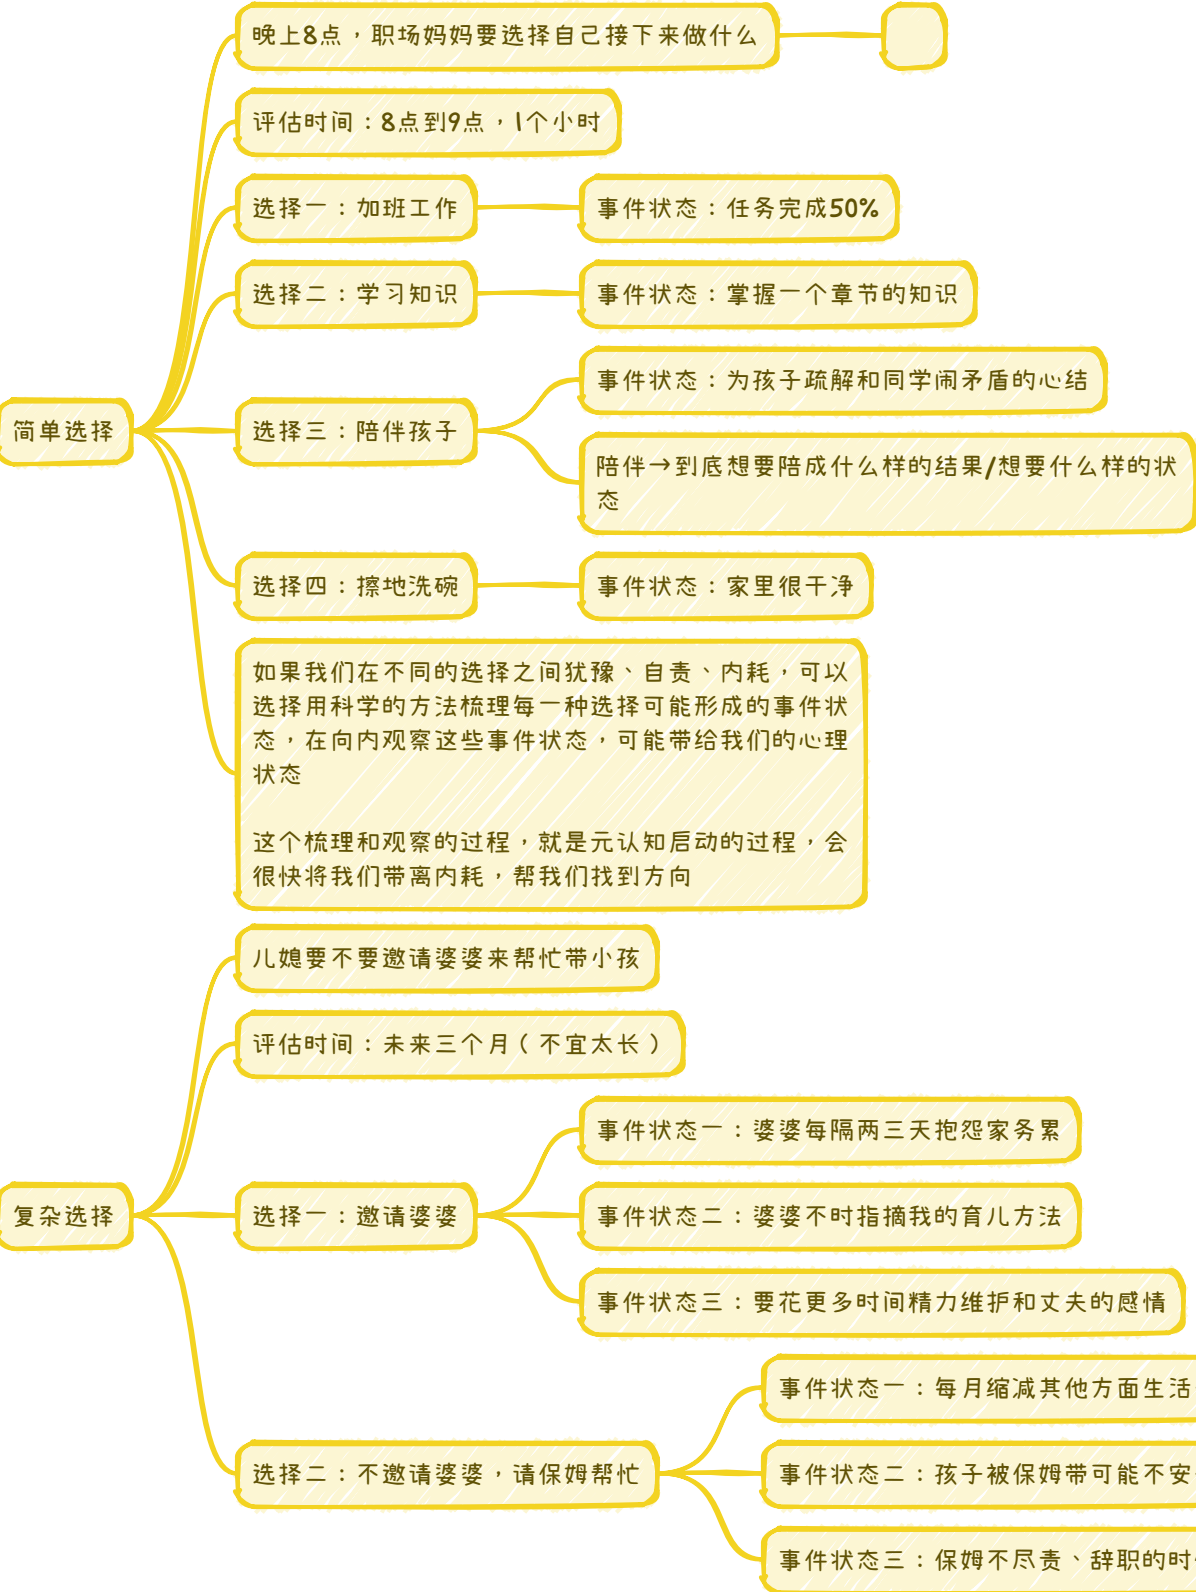 晚上8点，职场妈妈要选择自己接下来做什么
评估时间：8点到9点，1个小时
选择一：加班工作
事件状态：任务完成50%
选择二：学习知识
事件状态：掌握一个章节的知识
简单选择
选择三：陪伴孩子
事件状态：为孩子疏解和同学闹矛盾的心结
陪伴→到底想要陪成什么样的结果/想要什么样的状
态
选择四：擦地洗碗
事件状态：家里很干净
如果我们在不同的选择之间犹豫、自责、内耗，可以
选择用科学的方法梳理每一种选择可能形成的事件状
态，在向内观察这些事件状态，可能带给我们的心理
状态
这个梳理和观察的过程，就是元认知启动的过程，会
很快将我们带离内耗，帮我们找到方向
儿媳要不要邀请婆婆来帮忙带小孩
评估时间：未来三个月（不宜太长）
复杂选择
选择一：邀请婆婆
事件状态一：婆婆每隔两三天抱怨家务累
事件状态二：婆婆不时指摘我的育儿方法
事件状态三：要花更多时间精力维护和丈夫的感情
选择二：不邀请婆婆，请保姆帮忙
事件状态一：每月缩减其他方面生活
事件状态二：孩子被保姆带可能不安
事件状态三：保姆不尽责、辞职的时